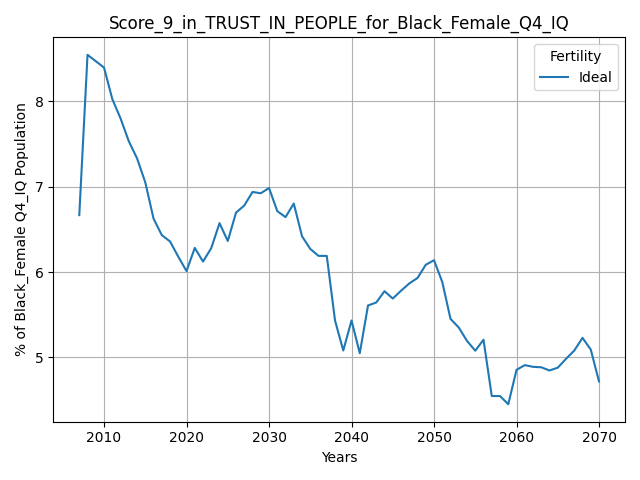 Score_9_in_TRUST_IN_PEOPLE_for_Black_Female_Q4_IQ
Fertility
Ideal
% of Black_Female Q4_IQ Population
8
7
6
5
2010 2020 2030 2040 2050 2060 2070
Years